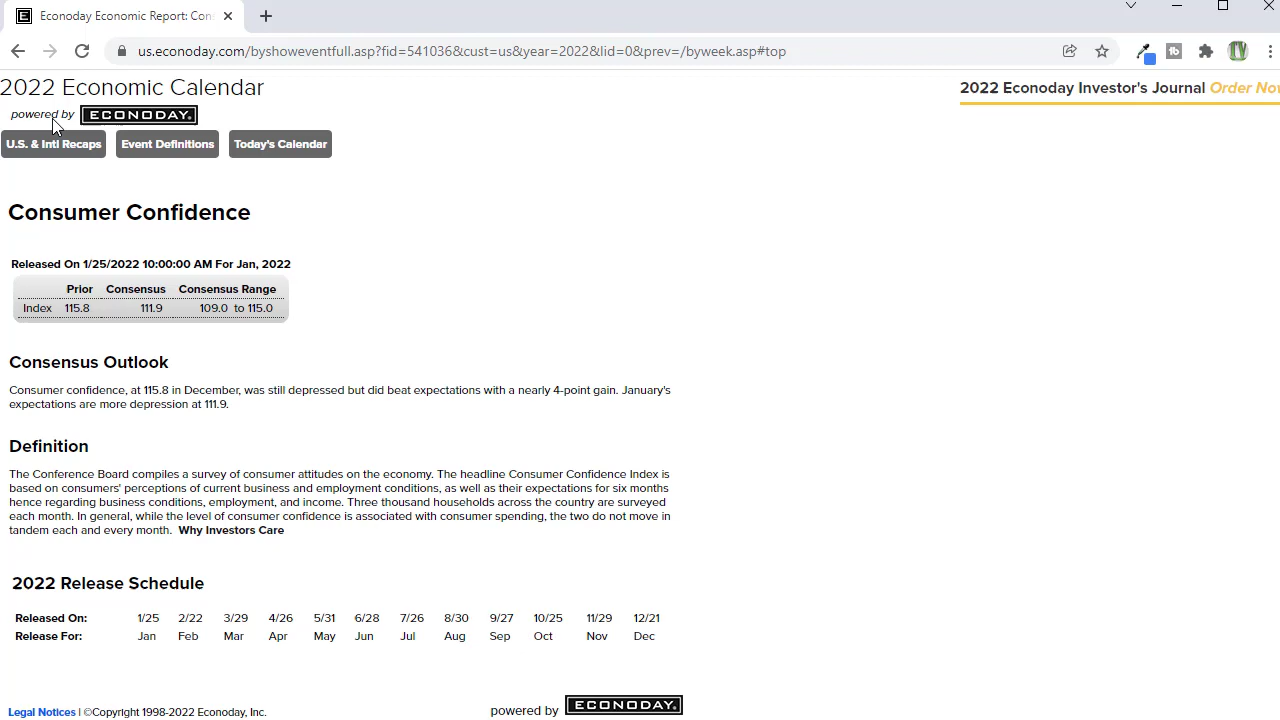 Econoday Economic Report: Con
us.econoday.com/byshoweventfull.asp?fid=541036&cust=us&year=2022&lid=0&prev=/byweek.asp#top
2022 Economic Calendar
2022 Econoday Investor's Journal Order Now
powered by ECONODAY.
U.S. & Intl Recaps Event Definitions Today's Calendar
Consumer Confidence
Released On 1/25/2022 10:00:00 AM For Jan, 2022
Prior Consensus Consensus Range
Index 115.8 111.9 109.0 to 115.0
Consensus Outlook
Consumer confidence, at 115.8 in December, was still depressed but did beat expectations with a nearly 4-point gain. January's
expectations are more depression at 111.9.
Definition
The Conference Board compiles a survey of consumer attitudes on the economy. The headline Consumer Confidence Index is
based on consumers' perceptions of current business and employment conditions, as well as their expectations for six months
hence regarding business conditions, employment, and income. Three thousand households across the country are surveyed
each month. In general, while the level of consumer confidence is associated with consumer spending, the two do not move in
tandem each and every month. Why Investors Care
2022 Release Schedule
Released On: 1/25 2/22 3/29 4/26 5/31 6/28 7/26 8/30 9/27 10/25 11/29 12/21
Release For: Jan Feb Mar Apr May Jun Jul Aug Sep Oct Nov Dec
Legal Notices | ©Copyright 1998-2022 Econoday, Inc.
powered by ECONODAY.